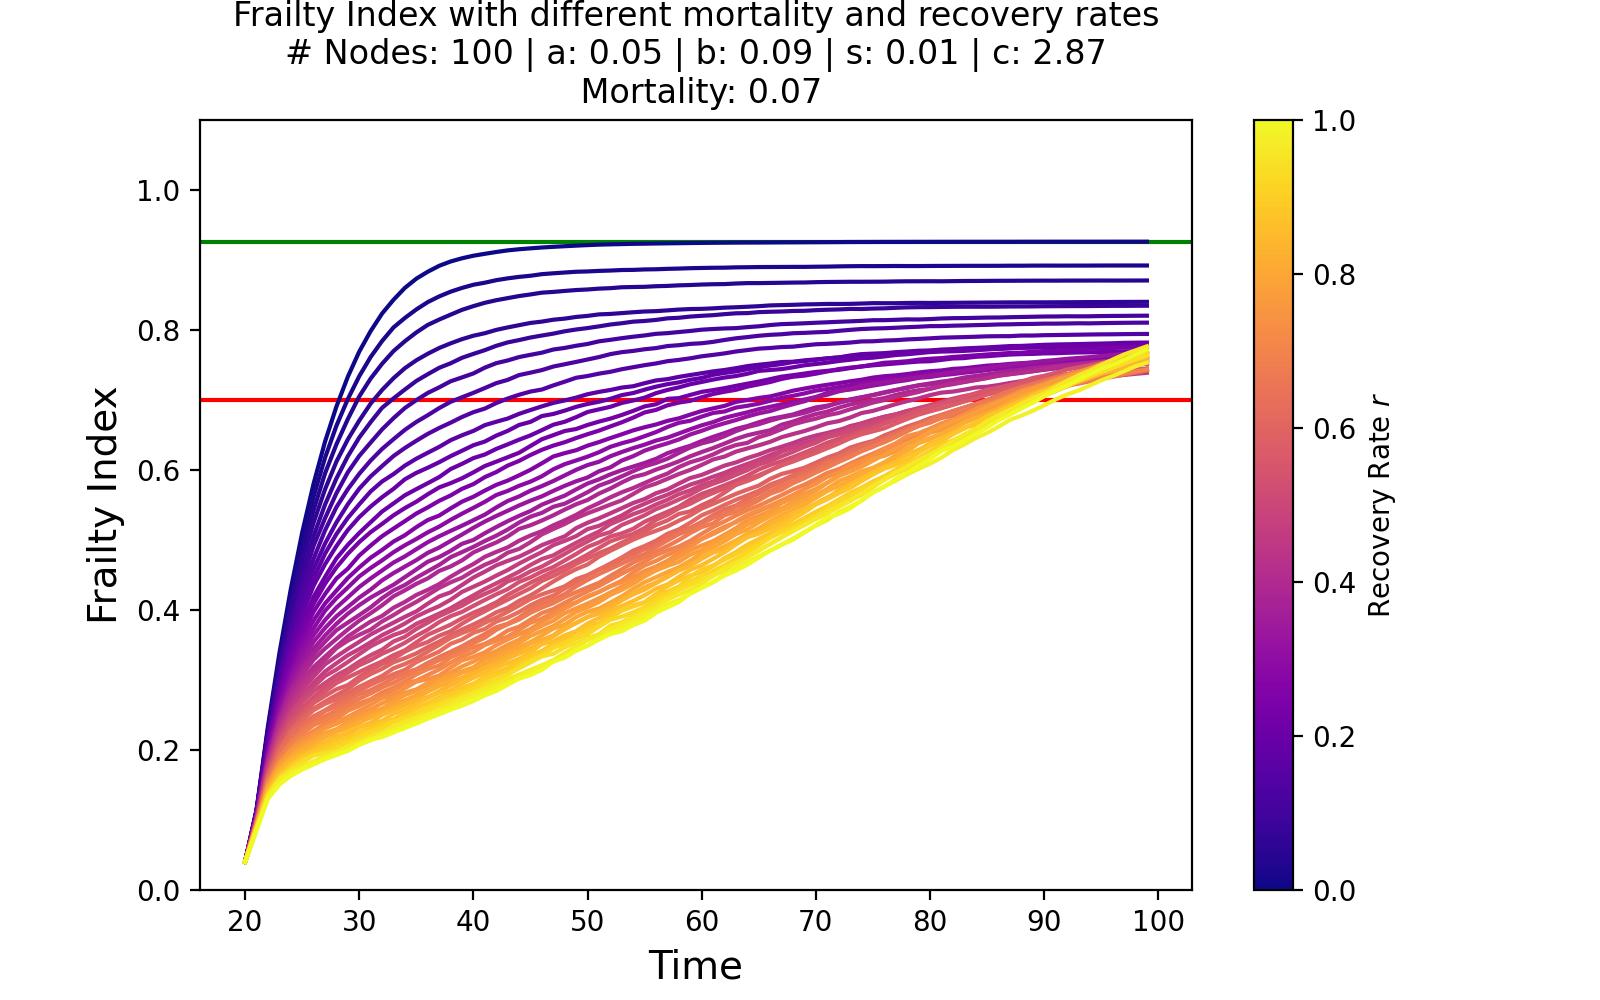 Frailty Index with different mortality and recovery rates
# Nodes: 100 | a: 0.05 | b: 0.09 | s: 0.01 | c: 2.87
Mortality: 0.07
Frailty Index
1.0
0.8
0.6
0.4
0.2
0.0
20 30 40 50 60 70 80 90 100
Time
1.0
0.8
0.6
0.4
0.2
0.0
Recovery Rate r